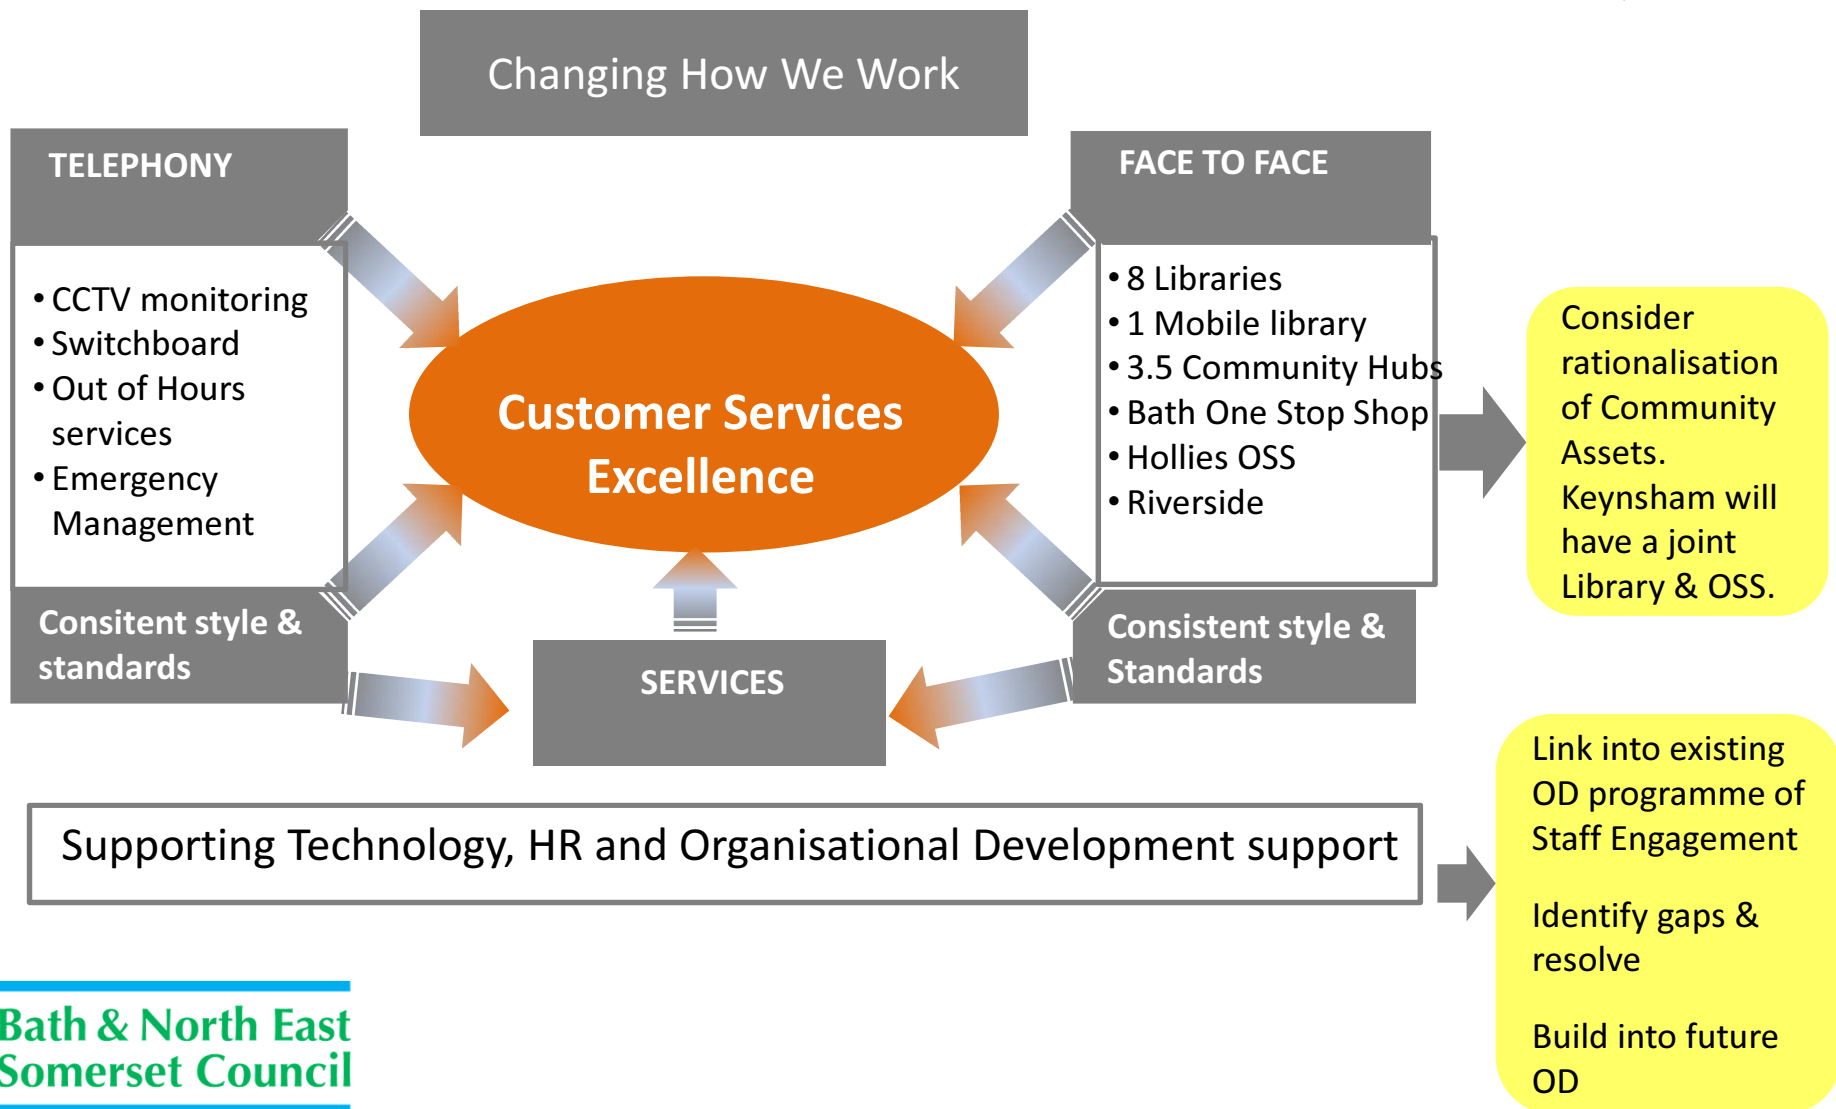 Changing How We Work
TELEPHONY
• CCTV monitoring
• Switchboard
• Out of Hours
services
• Emergency
Management
Consitent style &
standards
Customer Services
Excellence
SERVICES
FACE TO FACE
• 8 Libraries
• 1 Mobile library
• 3.5 Community Hubs
• Bath One Stop Shop
• Hollies OSS
• Riverside
Consistent style &
Standards
Consider
rationalisation
of Community
Assets.
Keynsham will
have a joint
Library & OSS.
Supporting Technology, HR and Organisational Development support
Link into existing
OD programme of
Staff Engagement
Identify gaps &
resolve
Build into future
OD
Bath & North East
Somerset Council